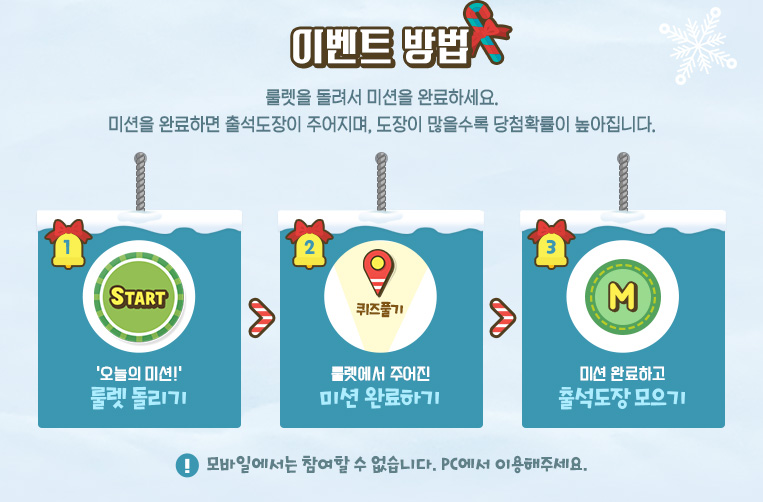 이벤트 방법
룰렛을 돌려서 미션을 완료하세요.
미션을 완료하면 출석도장이 주어지며, 도장이 많을수록 당첨확률이 높아집니다.
1
START
'오늘의 미션!'
룰렛 돌리기
2
퀴즈풀기
룰렛에서 주어진
미션 완료하기
3
M
미션 완료하고
출석도장 모으기
! 모바일에서는 참여할 수 없습니다. PC에서 이용해주세요.